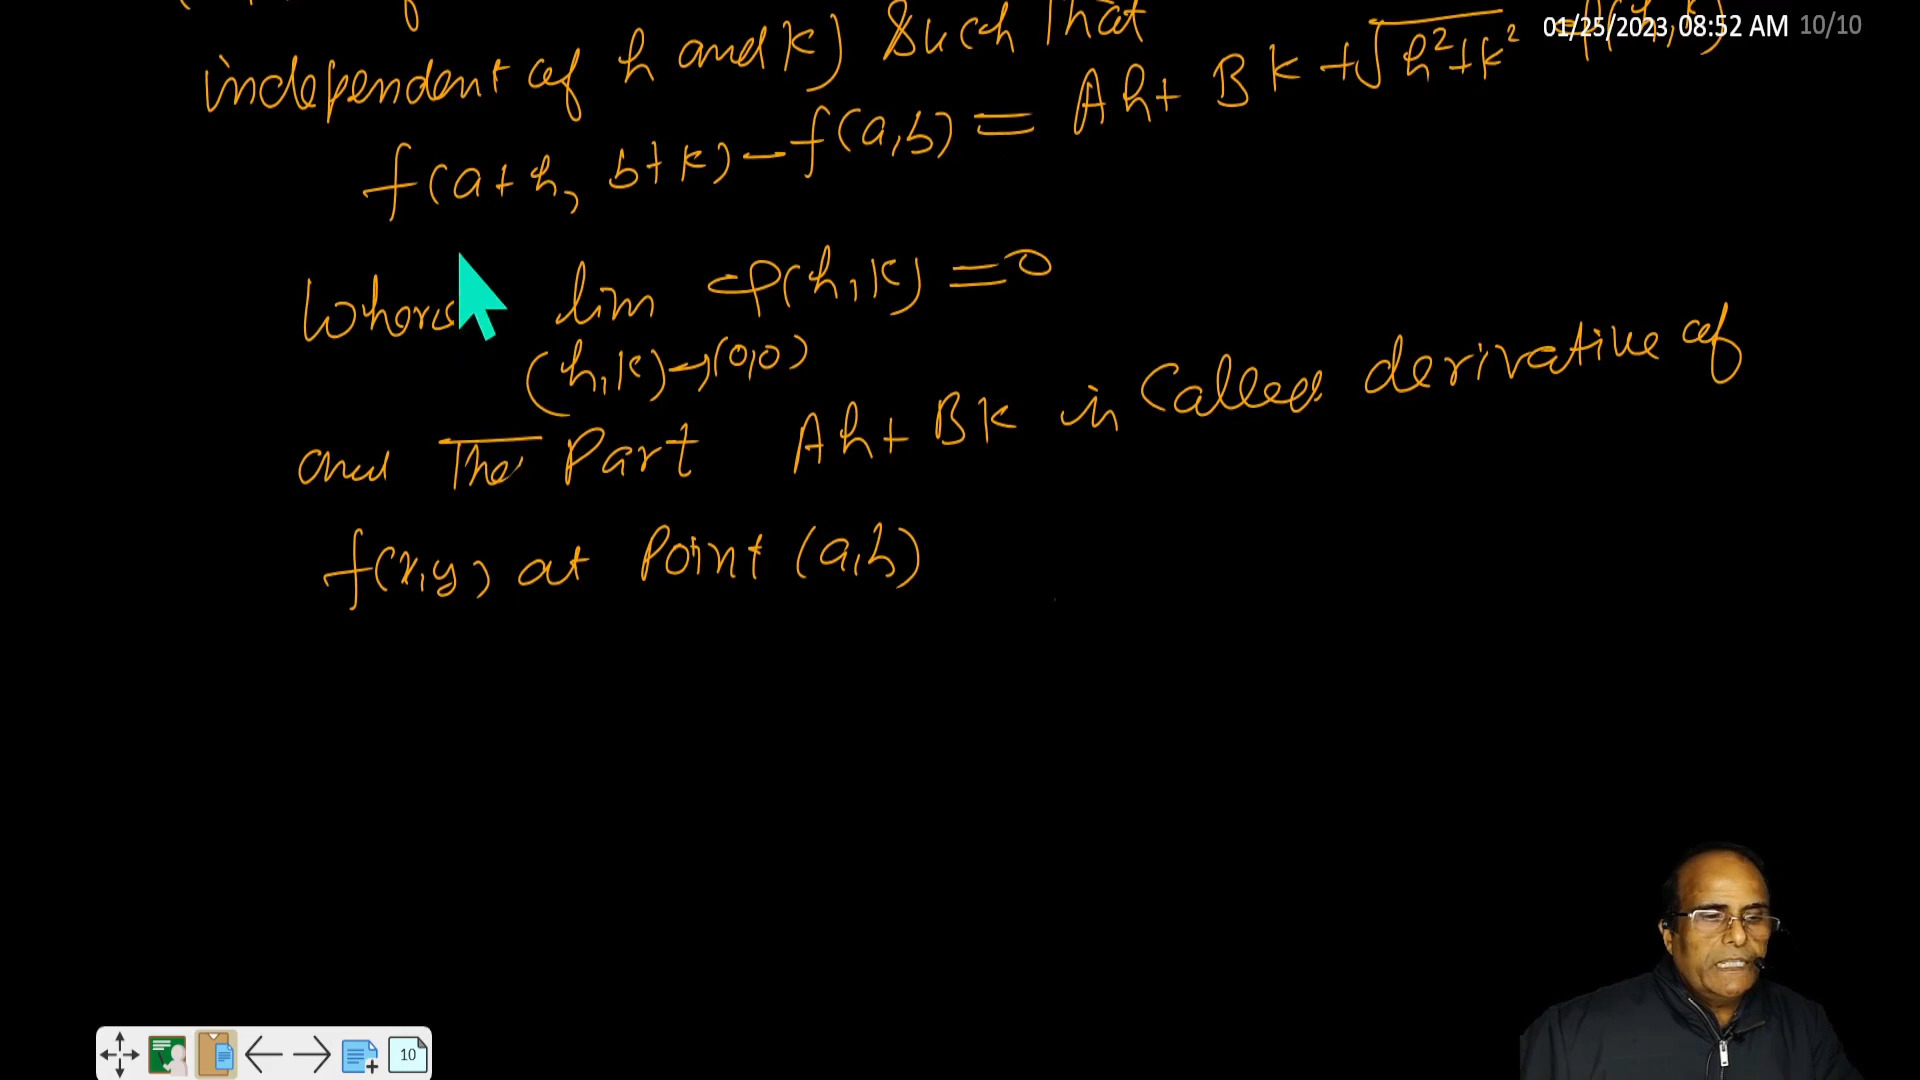 01/25/2023 08:52 AM 10/10
independent of h and k) Such that
f(a+h, b+k) - f(a,b) = Ah + Bk + √h²+k² φ(h,k)
Where lim φ(h,k) = 0
(h,k)→(0,0)
and The Part Ah + Bk is Called derivative of
f(x,y) at Point (a,b)
10